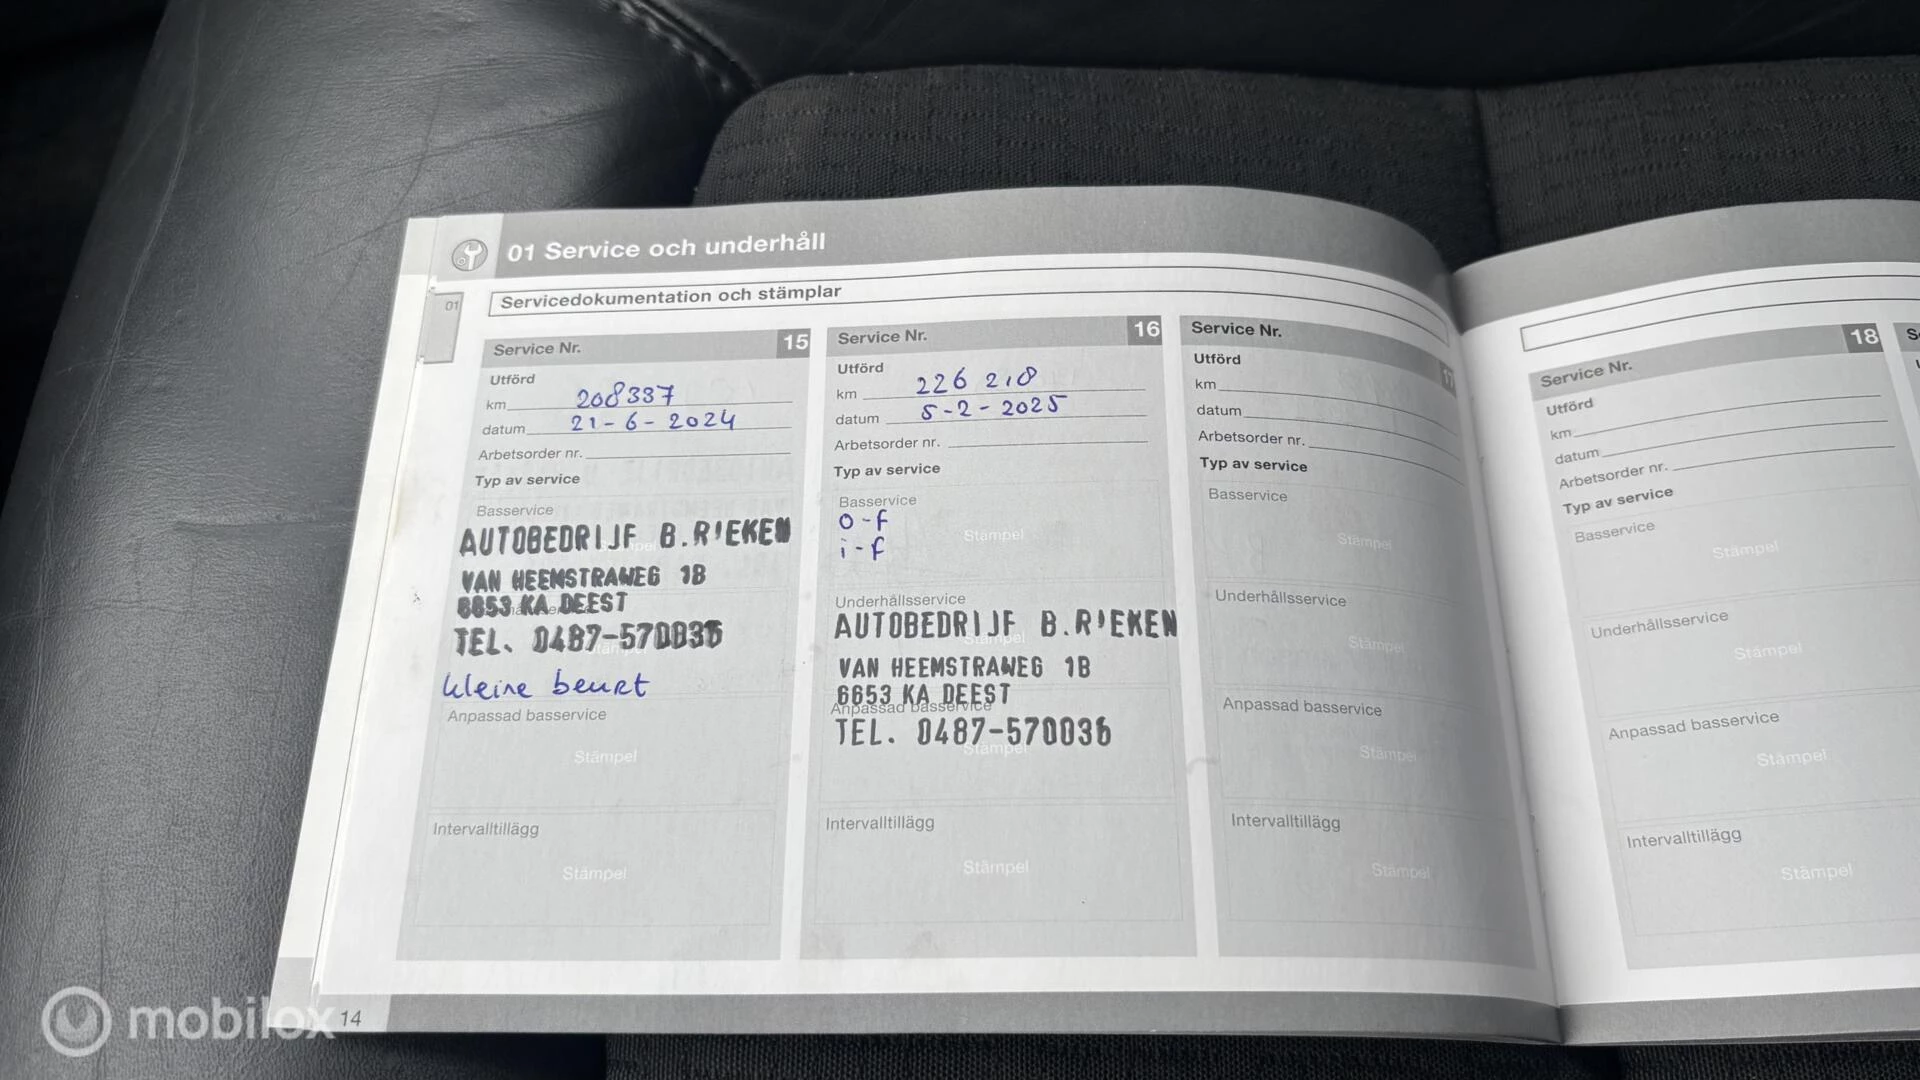 01 Service och underhåll
01
Servicedokumentation och stämplar
Service Nr. 15
Utförd
km 208337
datum 21-6-2024
Arbetsorder nr.
Typ av service
Basservice
AUTOBEDRIJF B.RIEKEN
VAN HEEMSTRAWEG 1B
6653 KA DEEST
TEL. 0487-570036
kleine beurt
Anpassad basservice
Stämpel
Intervalltillägg
Stämpel
Service Nr. 16
Utförd
km 226 218
datum 5-2-2025
Arbetsorder nr.
Typ av service
Basservice
o-f
Stämpel
i-f
Underhållsservice
AUTOBEDRIJF B.RIEKEN
VAN HEEMSTRAWEG 1B
6653 KA DEEST
Anpassad basservice
TEL. 0487-570036
Stämpel
Intervalltillägg
Stämpel
Service Nr. 17
Utförd
km
datum
Arbetsorder nr.
Typ av service
Basservice
Stämpel
Underhållsservice
Stämpel
Anpassad basservice
Stämpel
Intervalltillägg
Stämpel
Service Nr. 18
Utförd
km
datum
Arbetsorder nr.
Typ av service
Basservice
Stämpel
Underhållsservice
Stämpel
Anpassad basservice
Stämpel
Intervalltillägg
Stämpel
14
mobilox